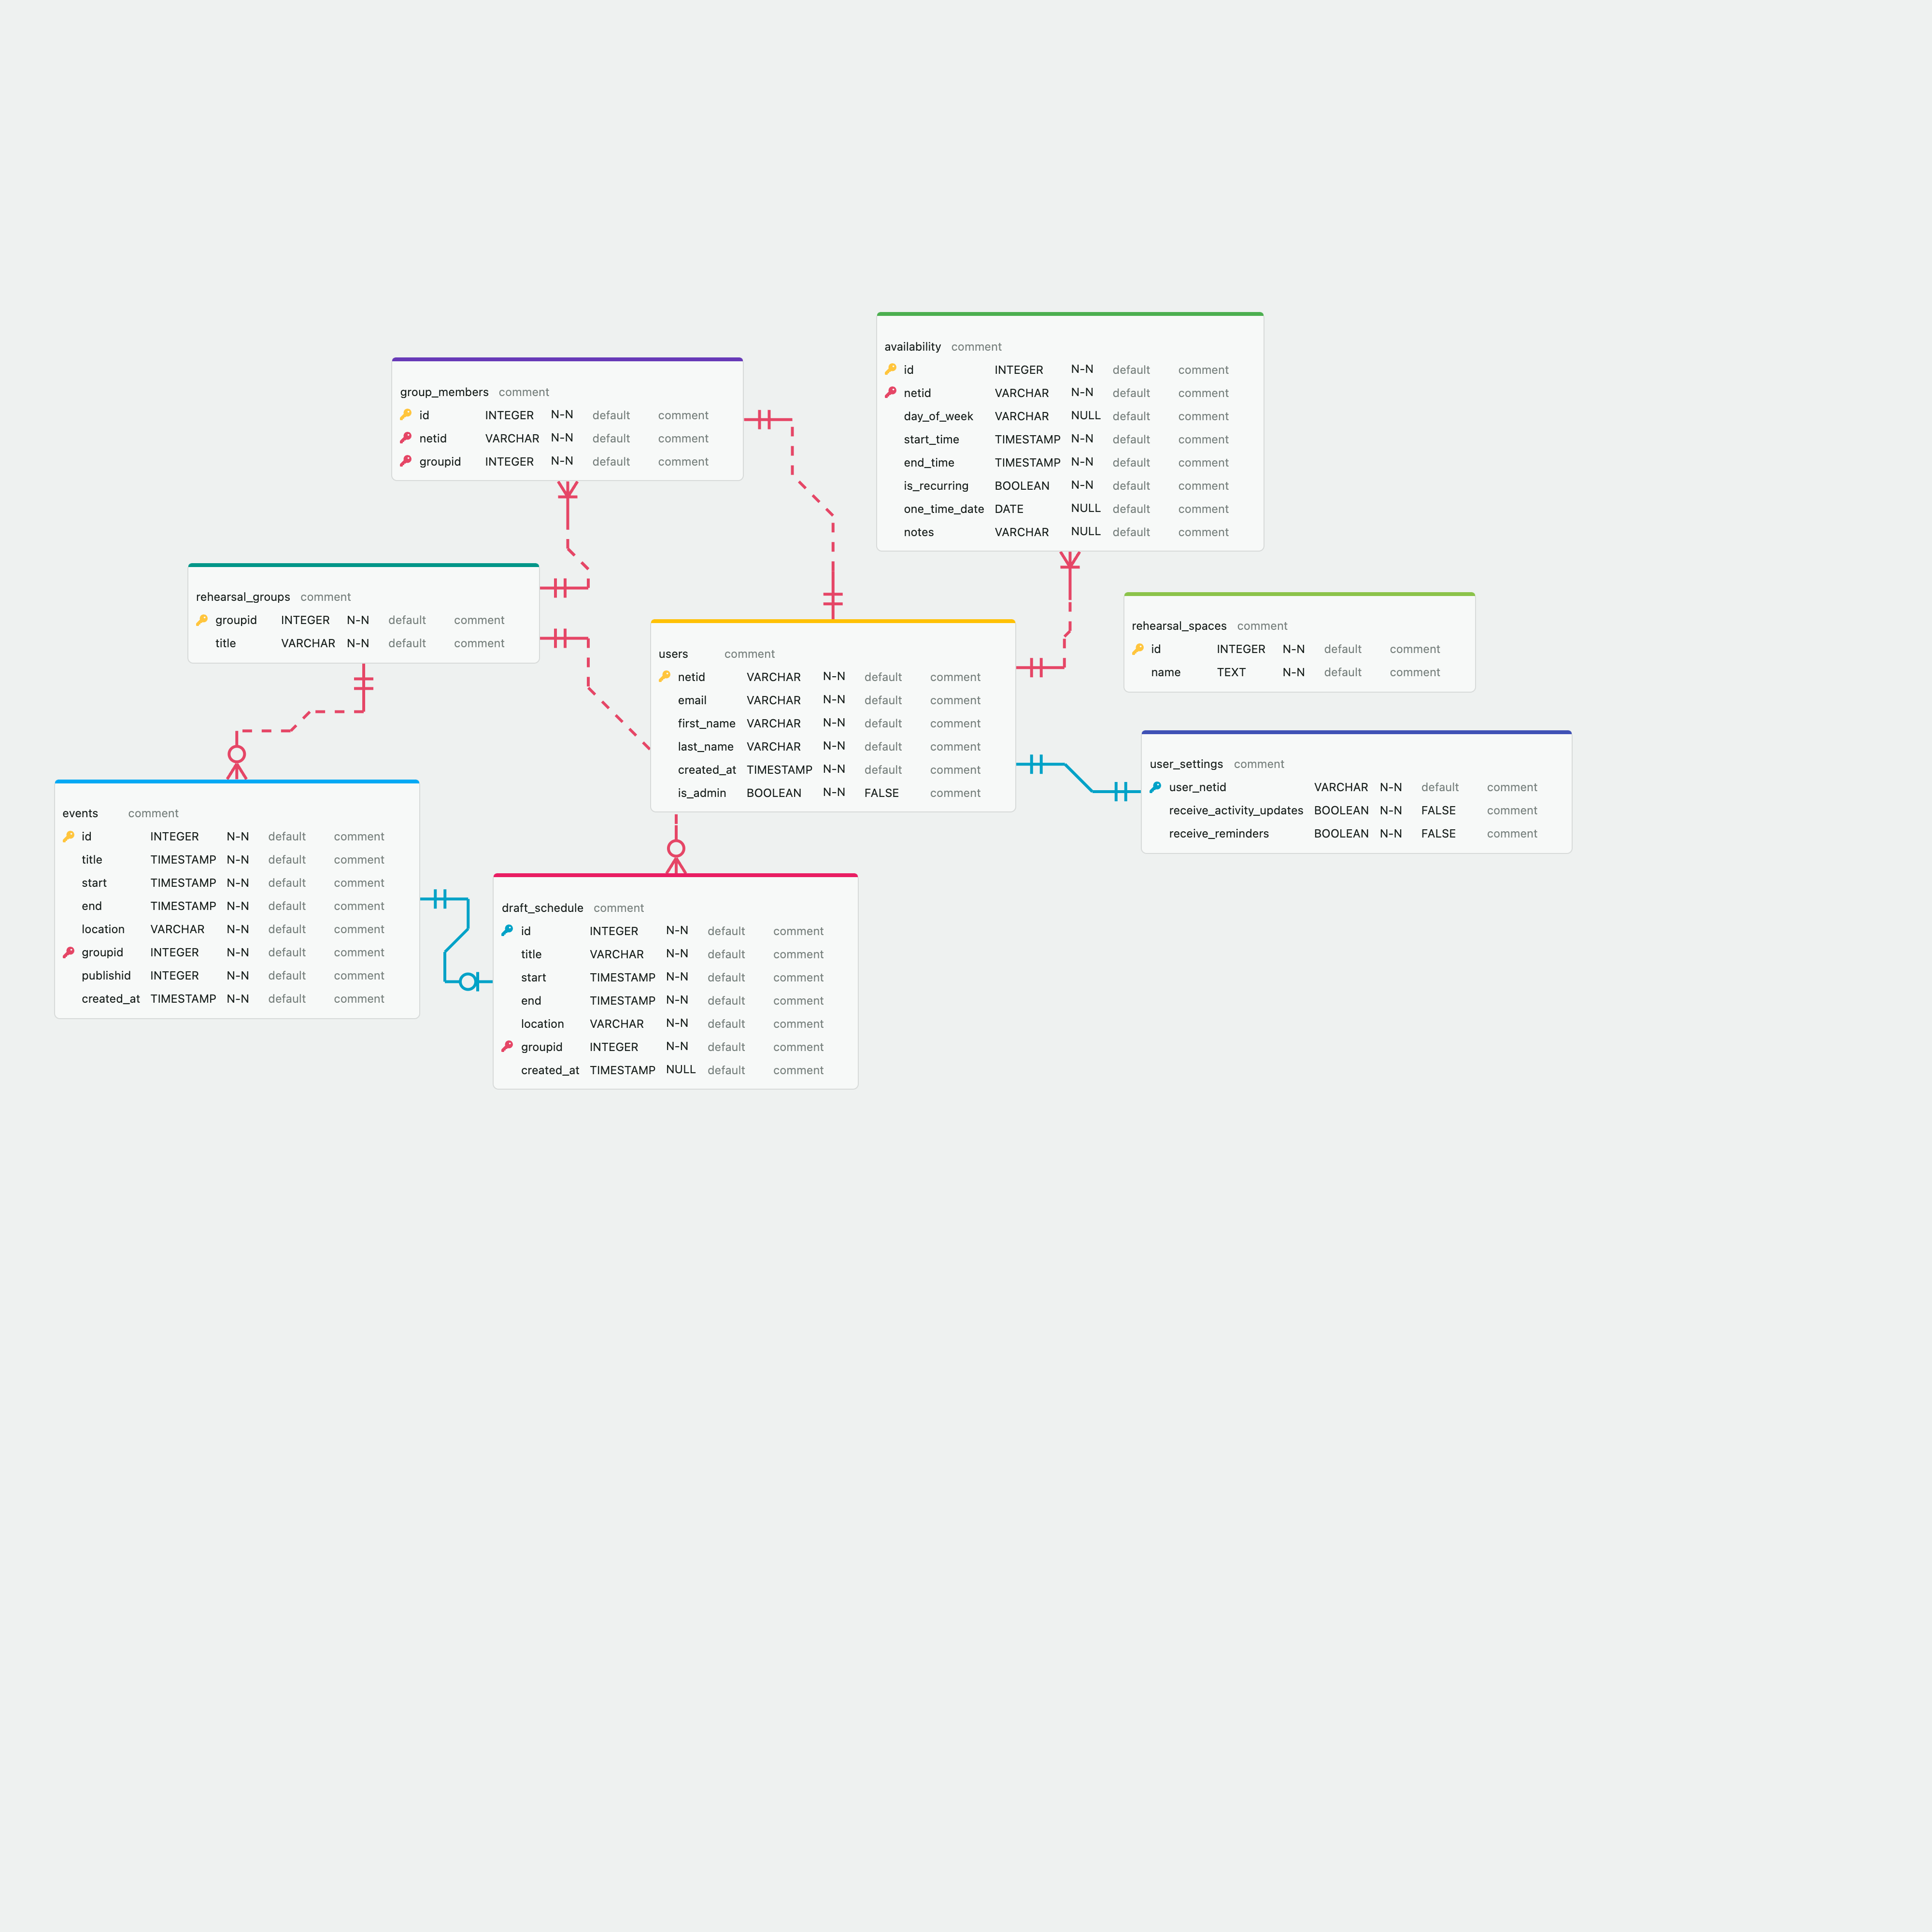 availability comment
id INTEGER N-N default comment
netid VARCHAR N-N default comment
day_of_week VARCHAR NULL default comment
start_time TIMESTAMP N-N default comment
end_time TIMESTAMP N-N default comment
is_recurring BOOLEAN N-N default comment
one_time_date DATE NULL default comment
notes VARCHAR NULL default comment
group_members comment
id INTEGER N-N default comment
netid VARCHAR N-N default comment
groupid INTEGER N-N default comment
rehearsal_groups comment
groupid INTEGER N-N default comment
title VARCHAR N-N default comment
rehearsal_spaces comment
id INTEGER N-N default comment
name TEXT N-N default comment
users comment
netid VARCHAR N-N default comment
email VARCHAR N-N default comment
first_name VARCHAR N-N default comment
last_name VARCHAR N-N default comment
created_at TIMESTAMP N-N default comment
is_admin BOOLEAN N-N FALSE comment
user_settings comment
user_netid VARCHAR N-N default comment
receive_activity_updates BOOLEAN N-N FALSE comment
receive_reminders BOOLEAN N-N FALSE comment
events comment
id INTEGER N-N default comment
title TIMESTAMP N-N default comment
start TIMESTAMP N-N default comment
end TIMESTAMP N-N default comment
location VARCHAR N-N default comment
groupid INTEGER N-N default comment
publishid INTEGER N-N default comment
created_at TIMESTAMP N-N default comment
draft_schedule comment
id INTEGER N-N default comment
title VARCHAR N-N default comment
start TIMESTAMP N-N default comment
end TIMESTAMP N-N default comment
location VARCHAR N-N default comment
groupid INTEGER N-N default comment
created_at TIMESTAMP NULL default comment